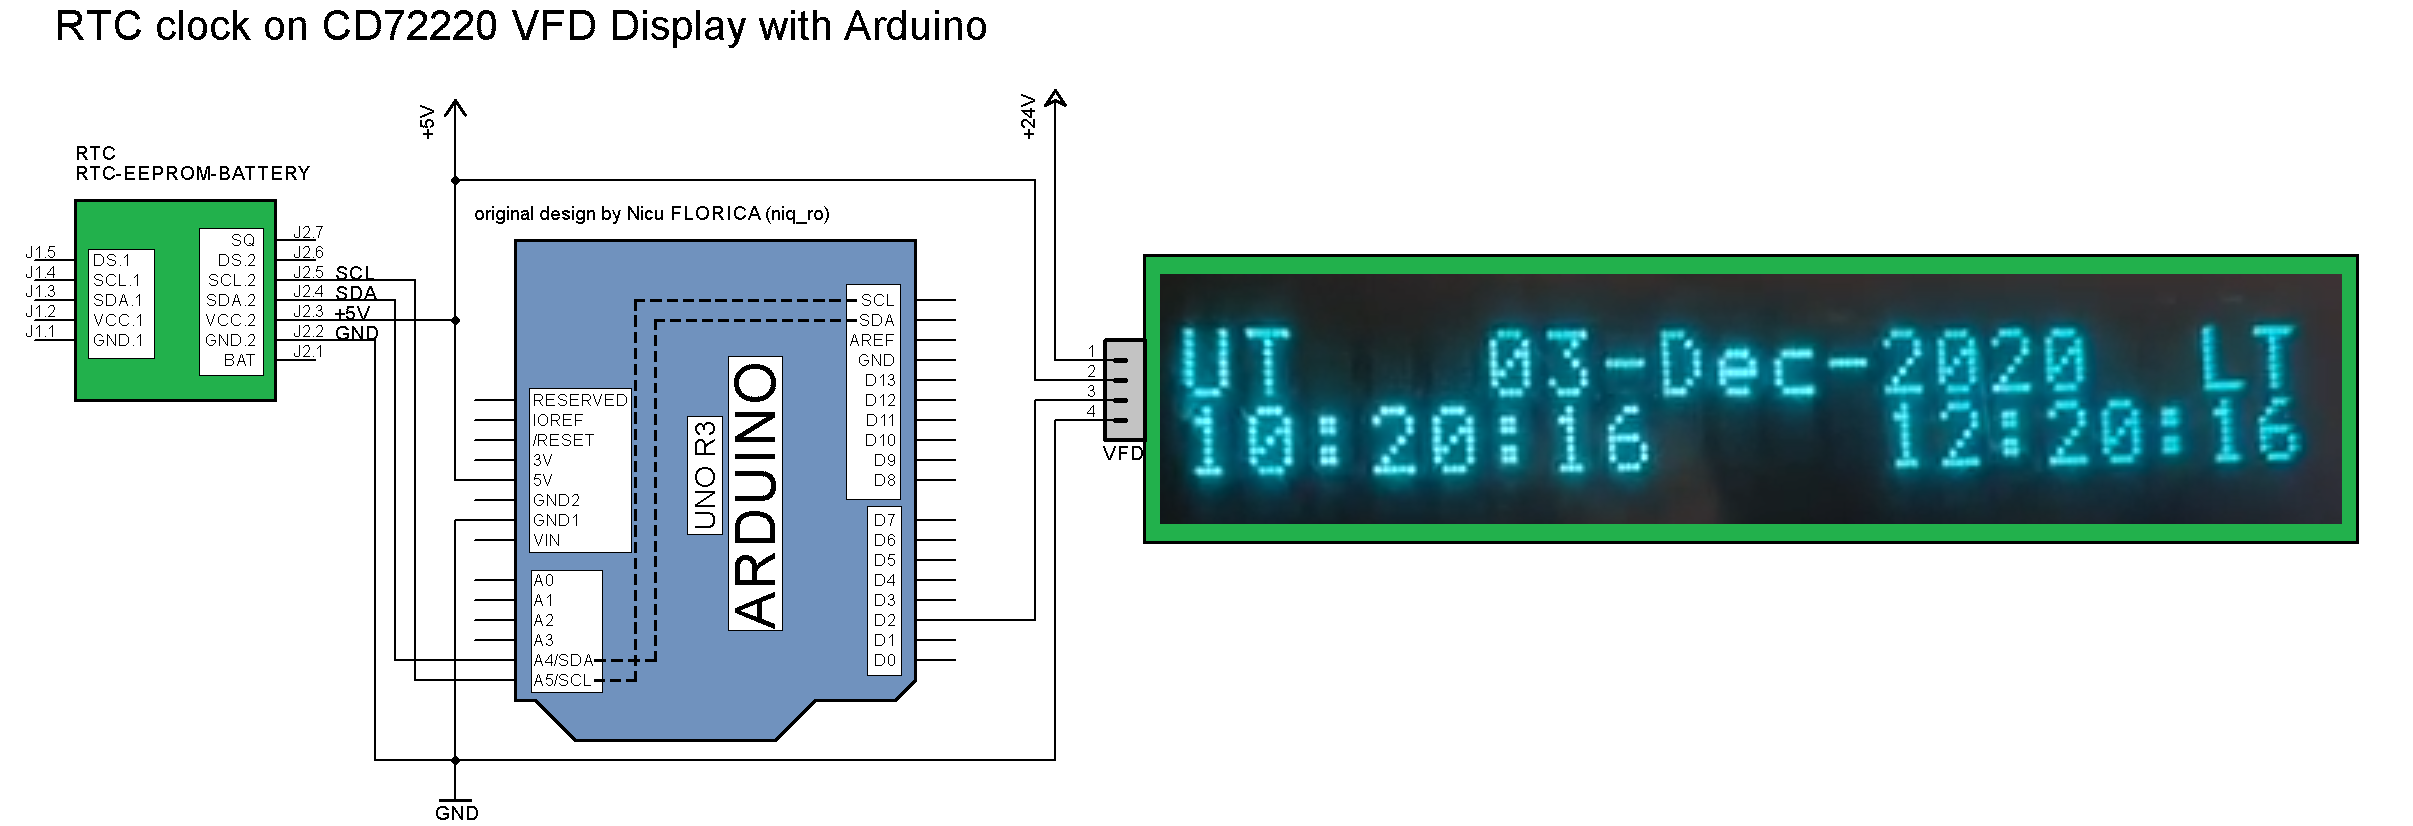 RTC clock on CD72220 VFD Display with Arduino
+5V
+24V
RTC
RTC-EEPROM-BATTERY
original design by Nicu FLORICA (niq_ro)
J1.5
J1.4
J1.3
J1.2
J1.1
DS.1
SCL.1
SDA.1
VCC.1
GND.1
SQ
DS.2
SCL.2
SDA.2
VCC.2
GND.2
BAT
J2.7
J2.6
J2.5 SCL
J2.4 SDA
J2.3 +5V
J2.2 GND
J2.1
RESERVED
IOREF
/RESET
3V
5V
GND2
GND1
VIN
A0
A1
A2
A3
A4/SDA
A5/SCL
UNO R3
ARDUINO
SCL
SDA
AREF
GND
D13
D12
D11
D10
D9
D8
D7
D6
D5
D4
D3
D2
D1
D0
1
2
3
4
VFD
UT 03-Dec-2020 LT
10:20:16 12:20:16
GND